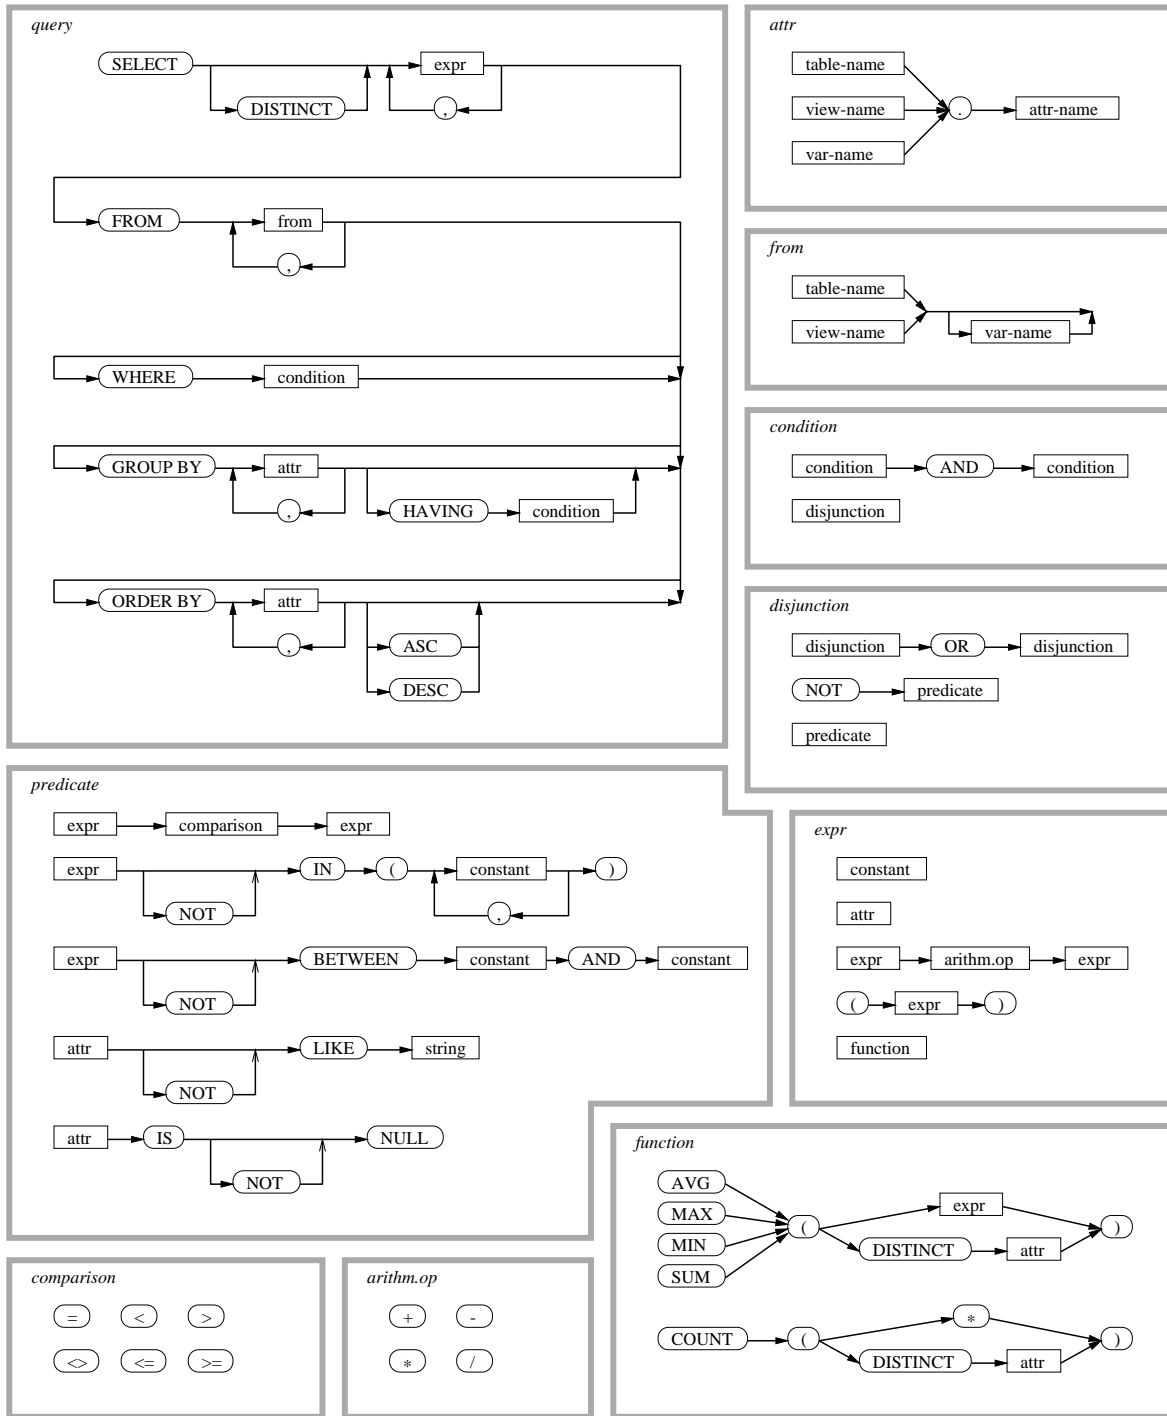 query
SELECT expr
DISTINCT ,
FROM from
,
WHERE condition
GROUP BY attr
, HAVING condition
ORDER BY attr
, ASC
DESC
attr
table-name
view-name . attr-name
var-name
from
table-name
view-name var-name
condition
condition AND condition
disjunction
disjunction
disjunction OR disjunction
NOT predicate
predicate
predicate
expr comparison expr
expr IN ( constant )
NOT ,
expr BETWEEN constant AND constant
NOT
attr LIKE string
NOT
attr IS NULL
NOT
expr
constant
attr
expr arithm.op expr
( expr )
function
function
AVG expr
MAX ( )
MIN DISTINCT attr
SUM
COUNT ( * )
DISTINCT attr
comparison
= < >
<> <= >=
arithm.op
+ -
* /